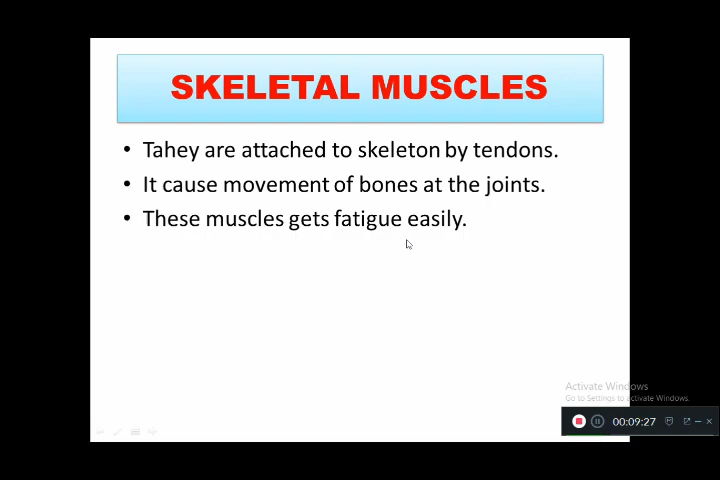 SKELETAL MUSCLES
• Tahey are attached to skeleton by tendons.
• It cause movement of bones at the joints.
• These muscles gets fatigue easily.
Activate Windows
Go to Settings to activate Windows.
00:09:27